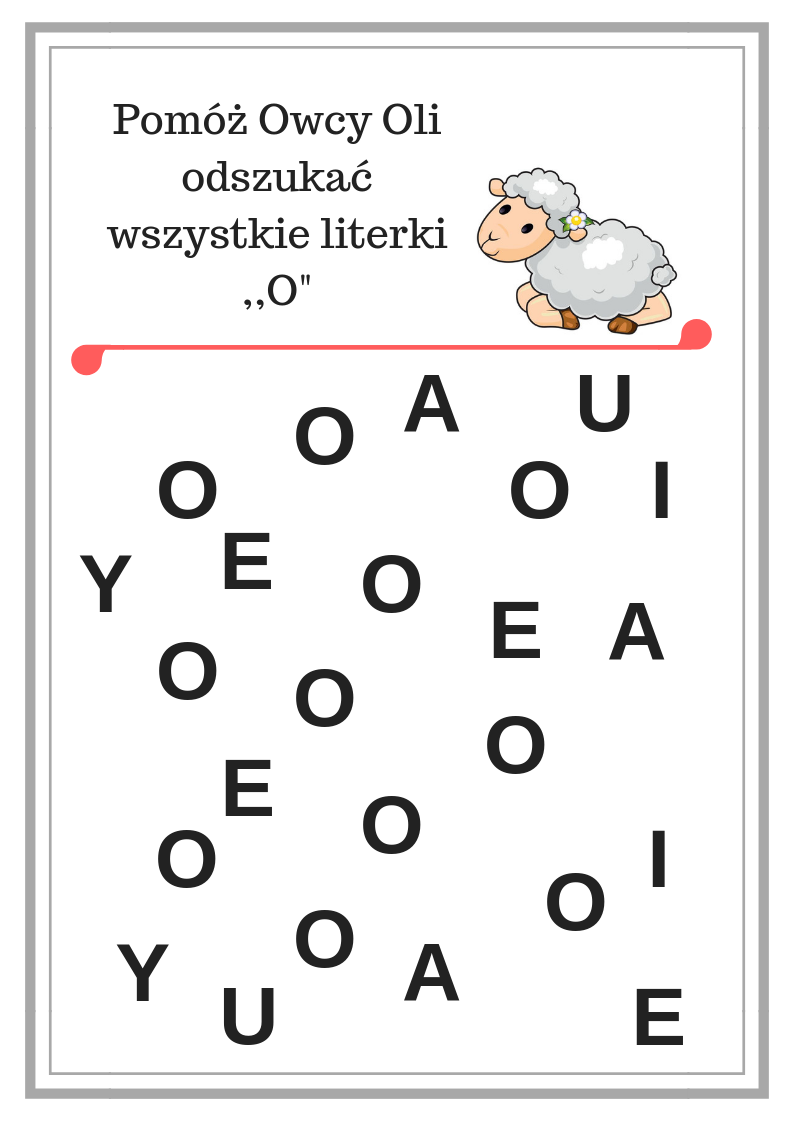 Pomóż Owcy Oli
odszukać
wszystkie literki
,,O"
A U
O
O O I
E
Y O
E A
O
O
O
E
O
O I
O
O
Y A
U E